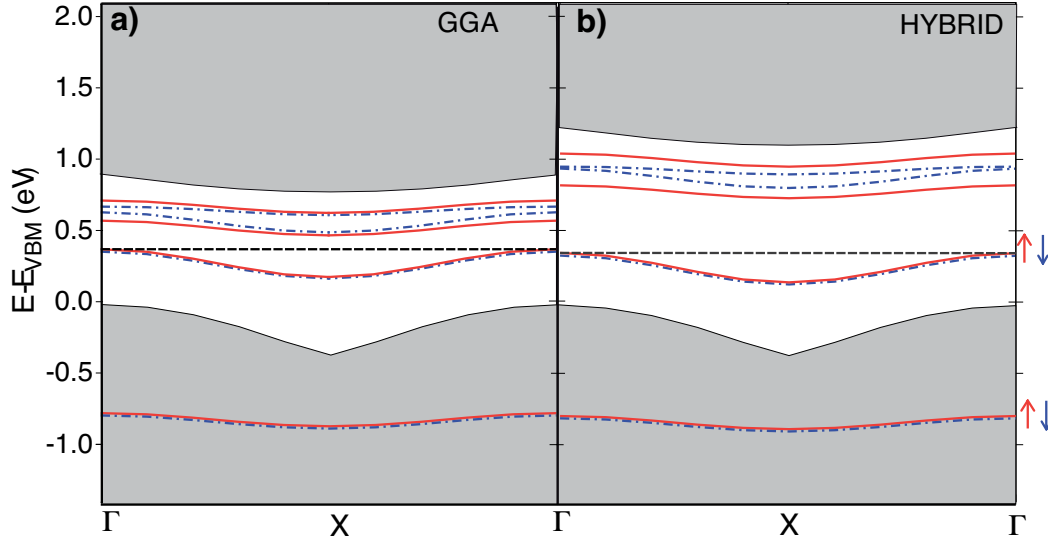 a) GGA
b) HYBRID
2.0
1.5
1.0
0.5
0.0
-0.5
-1.0
E-E_VBM (eV)
Γ X Γ X Γ